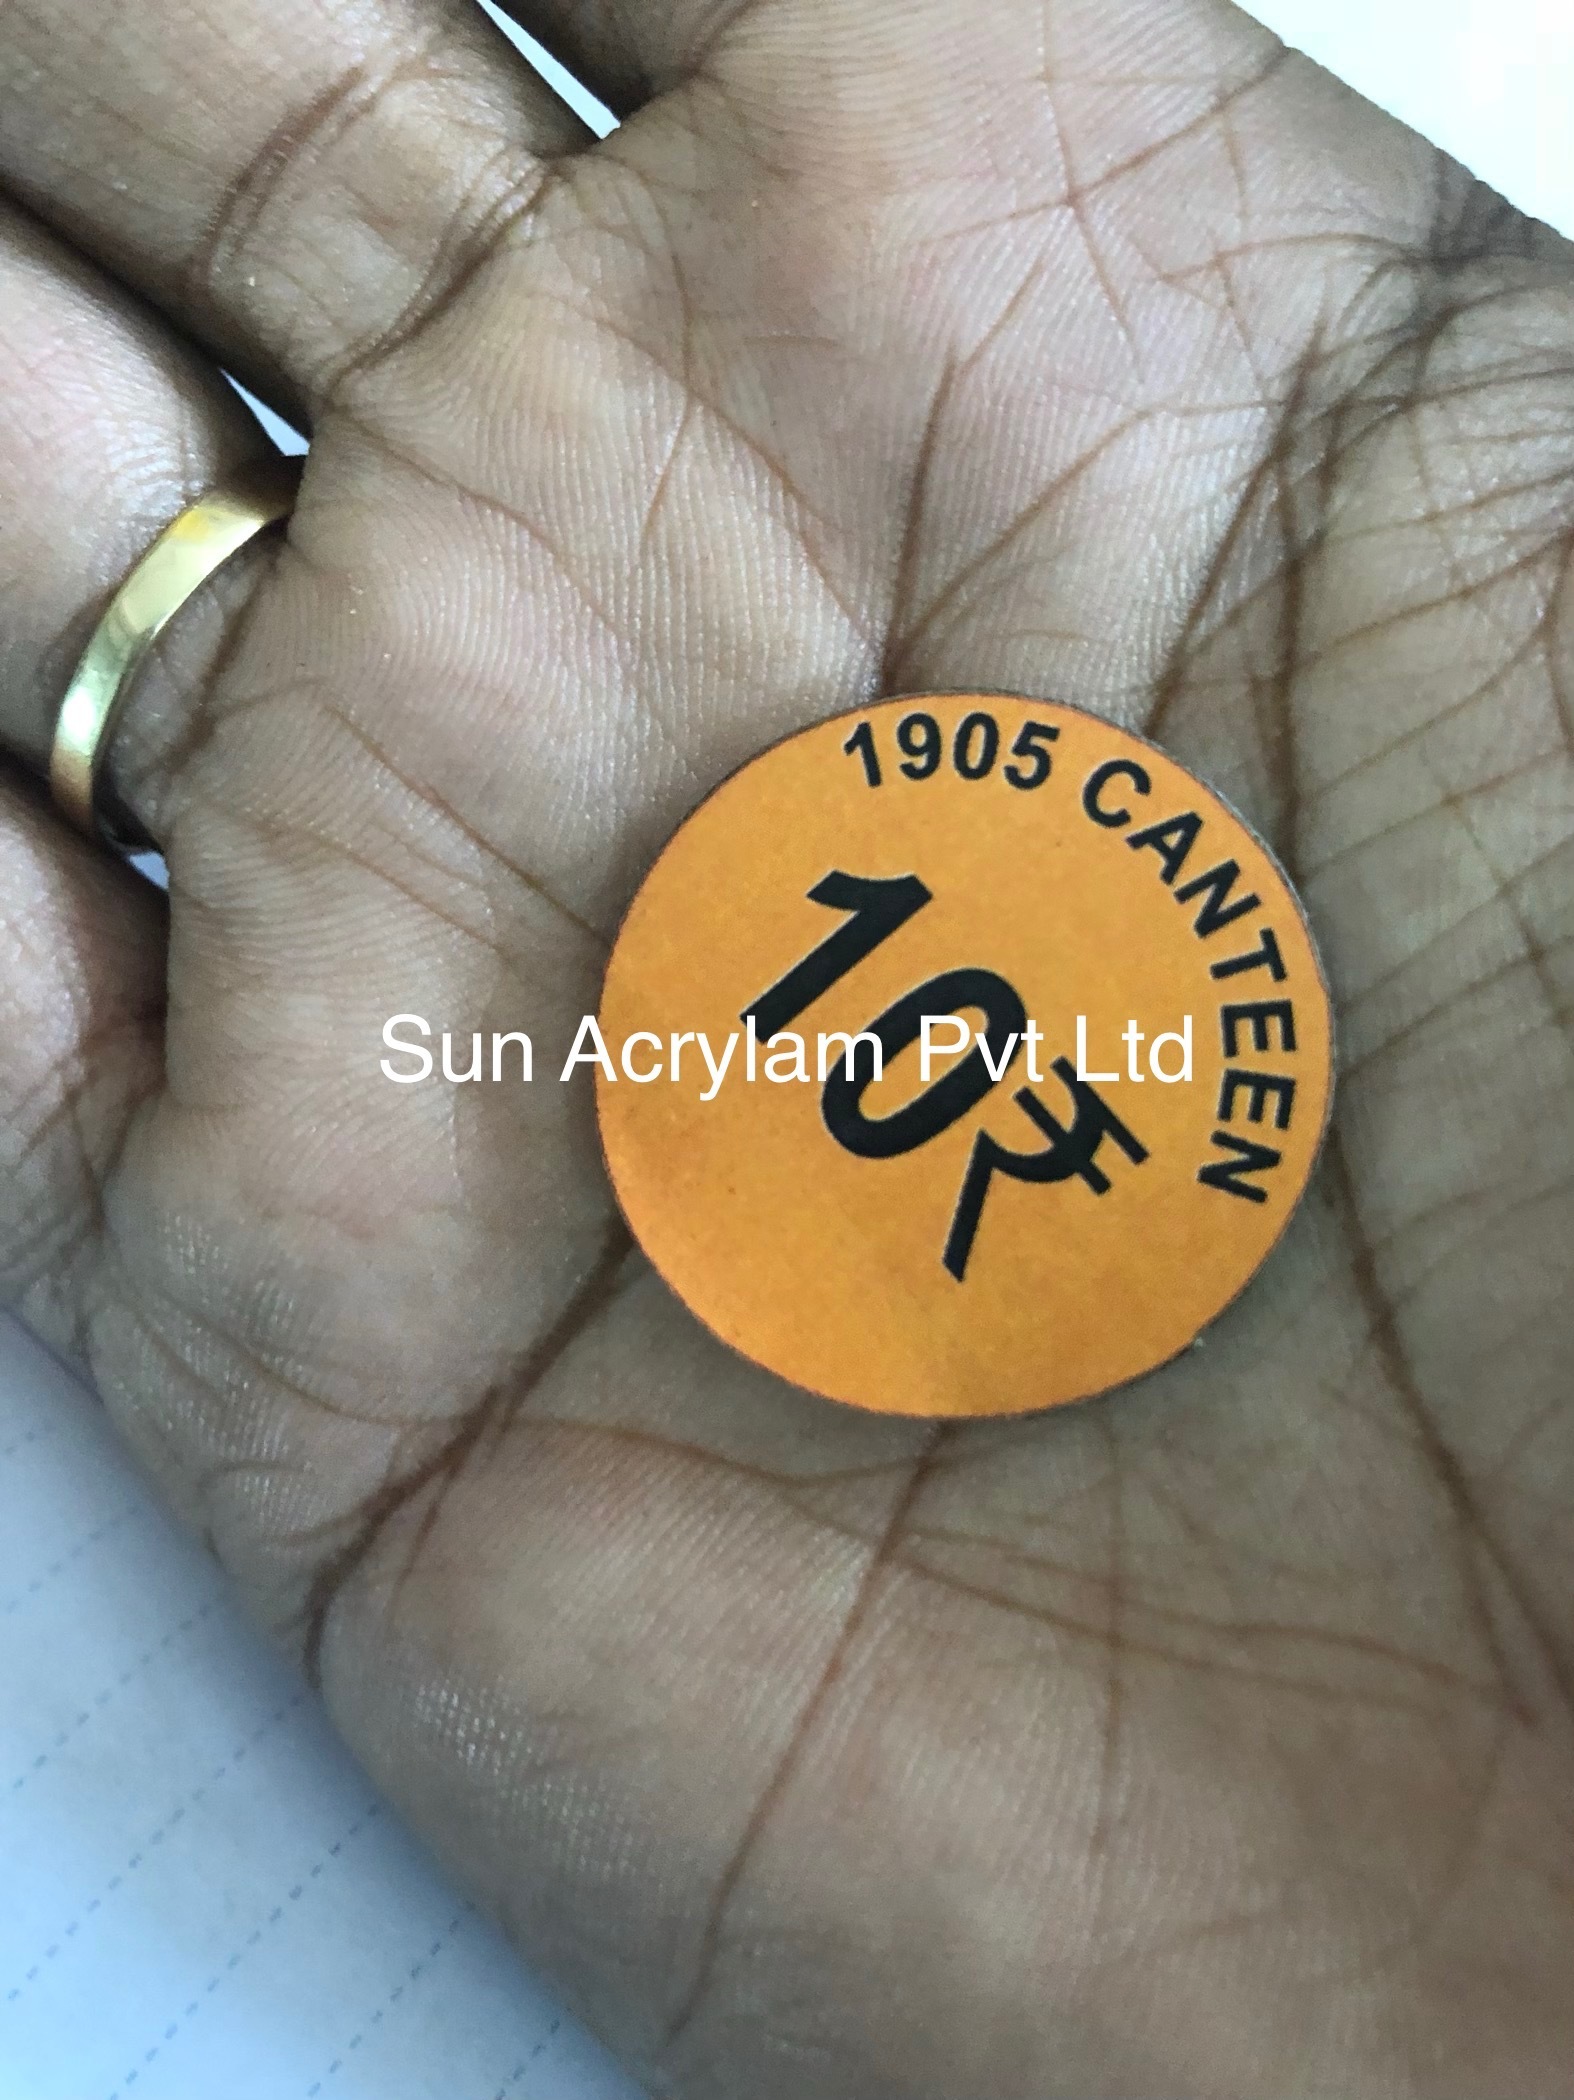 1905 CANTEEN
10₹
Sun Acrylam Pvt Ltd